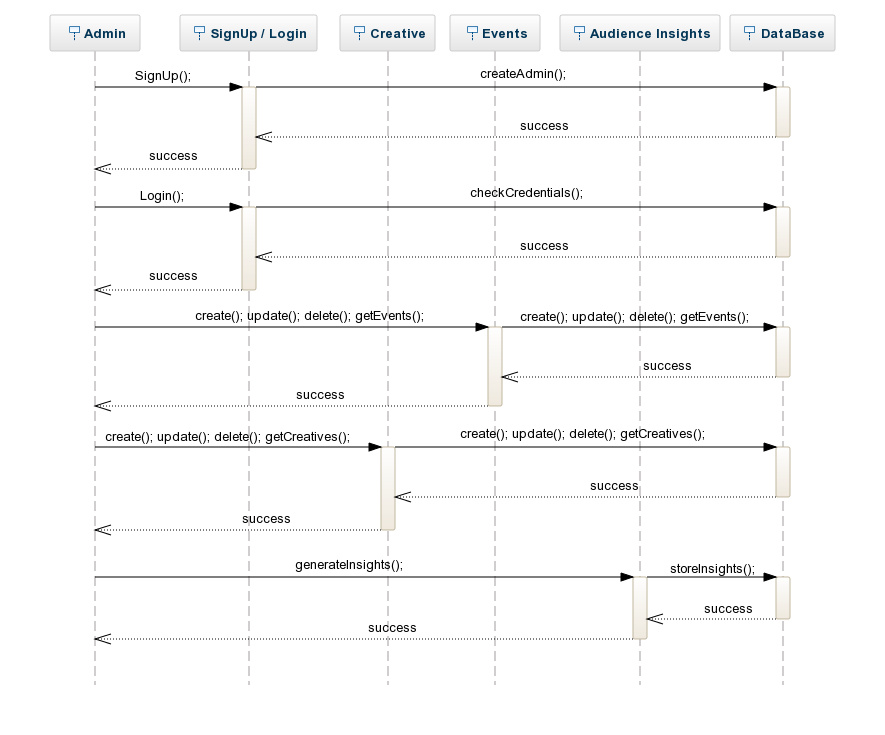 Admin
SignUp / Login
Creative
Events
Audience Insights
DataBase
SignUp();
createAdmin();
success
success
Login();
checkCredentials();
success
success
create(); update(); delete(); getEvents();
create(); update(); delete(); getEvents();
success
success
create(); update(); delete(); getCreatives();
create(); update(); delete(); getCreatives();
success
success
generateInsights();
storeInsights();
success
success